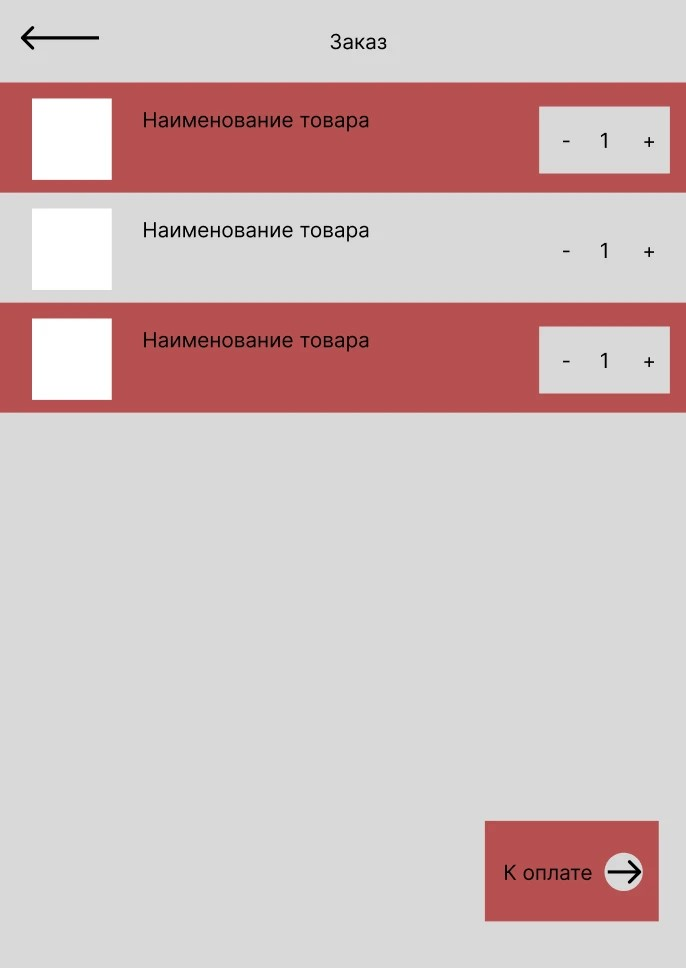 Заказ
Наименование товара
- 1 +
Наименование товара
- 1 +
Наименование товара
- 1 +
К оплате